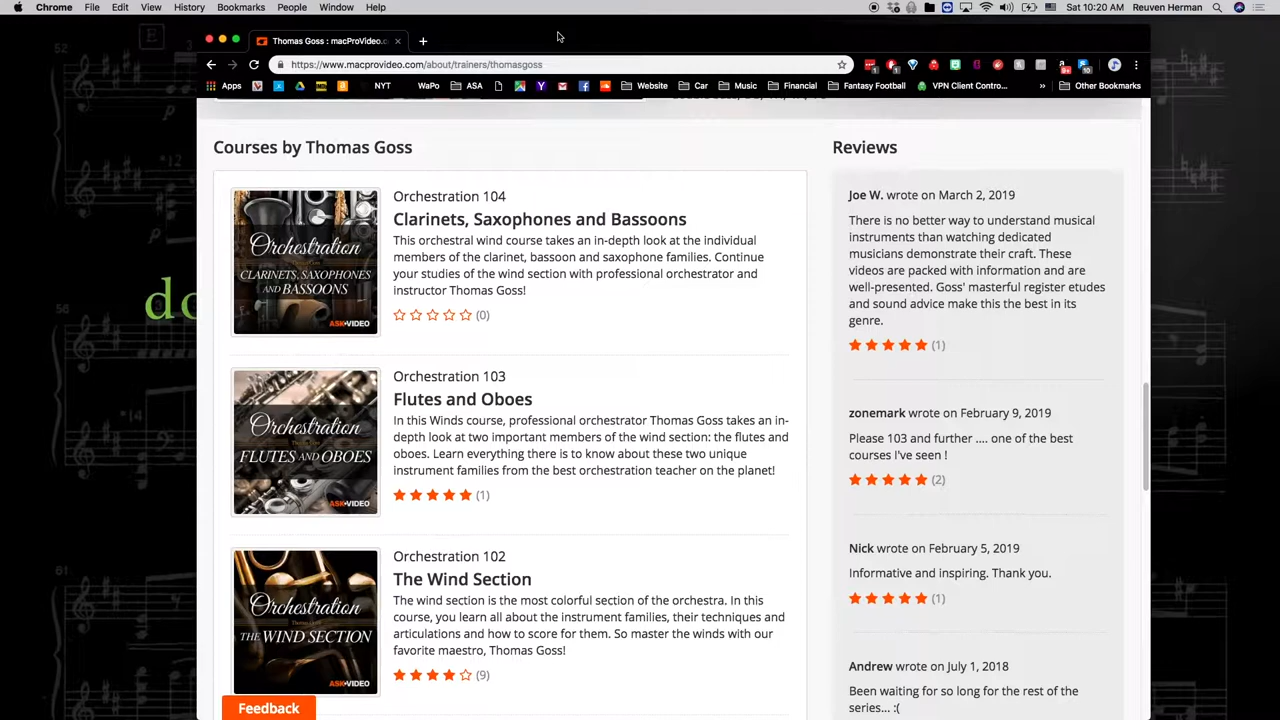 Chrome File Edit View History Bookmarks People Window Help
Sat 10:20 AM Reuven Herman
Thomas Goss : macProVideo.c
https://www.macprovideo.com/about/trainers/thomasgoss
Apps NYT WaPo ASA Website Car Music Financial Fantasy Football VPN Client Contro... » Other Bookmarks
Courses by Thomas Goss
Orchestration 104
Clarinets, Saxophones and Bassoons
This orchestral wind course takes an in-depth look at the individual
members of the clarinet, bassoon and saxophone families. Continue
your studies of the wind section with professional orchestrator and
instructor Thomas Goss!
(0)
Orchestration
Thomas Goss
CLARINETS, SAXOPHONES
AND BASSOONS
ASK VIDEO
Orchestration 103
Flutes and Oboes
In this Winds course, professional orchestrator Thomas Goss takes an in-
depth look at two important members of the wind section: the flutes and
oboes. Learn everything there is to know about these two unique
instrument families from the best orchestration teacher on the planet!
(1)
Orchestration
Thomas Goss
FLUTES AND OBOES
ASK VIDEO
Orchestration 102
The Wind Section
The wind section is the most colorful section of the orchestra. In this
course, you learn all about the instrument families, their techniques and
articulations and how to score for them. So master the winds with our
favorite maestro, Thomas Goss!
(9)
Orchestration
Thomas Goss
THE WIND SECTION
Feedback
Reviews
Joe W. wrote on March 2, 2019
There is no better way to understand musical
instruments than watching dedicated
musicians demonstrate their craft. These
videos are packed with information and are
well-presented. Goss' masterful register etudes
and sound advice make this the best in its
genre.
(1)
zonemark wrote on February 9, 2019
Please 103 and further .... one of the best
courses I've seen !
(2)
Nick wrote on February 5, 2019
Informative and inspiring. Thank you.
(1)
Andrew wrote on July 1, 2018
Been waiting for so long for the rest of the
series... :(
52
E
p
*12
p
56
do
*14
61